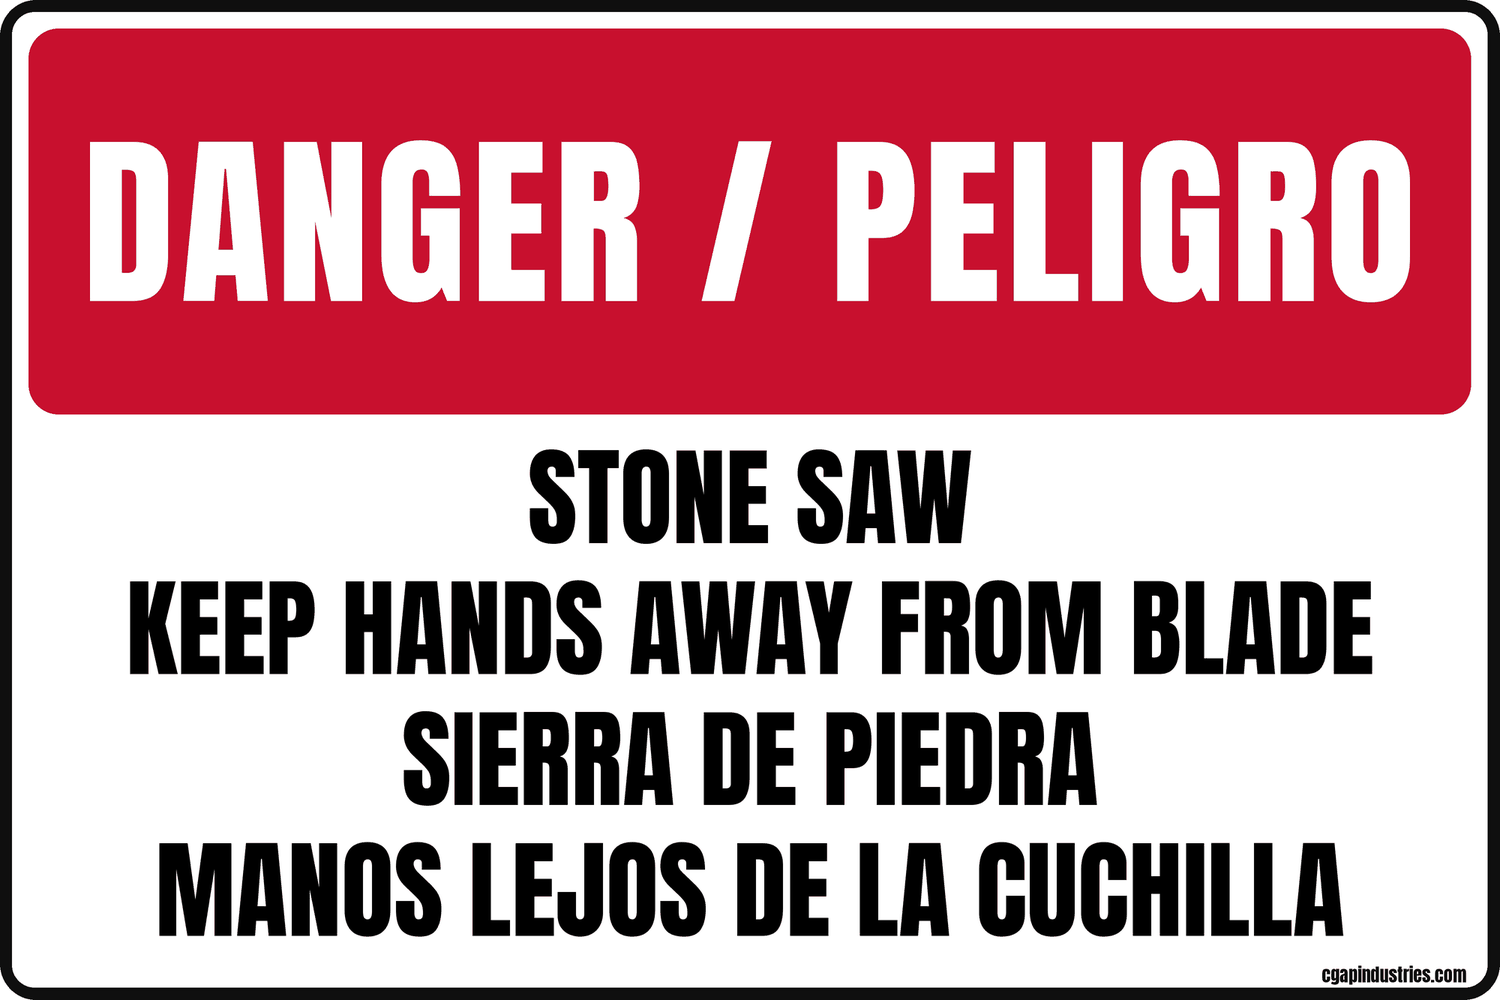 DANGER / PELIGRO
STONE SAW
KEEP HANDS AWAY FROM BLADE
SIERRA DE PIEDRA
MANOS LEJOS DE LA CUCHILLA
cgapindustries.com